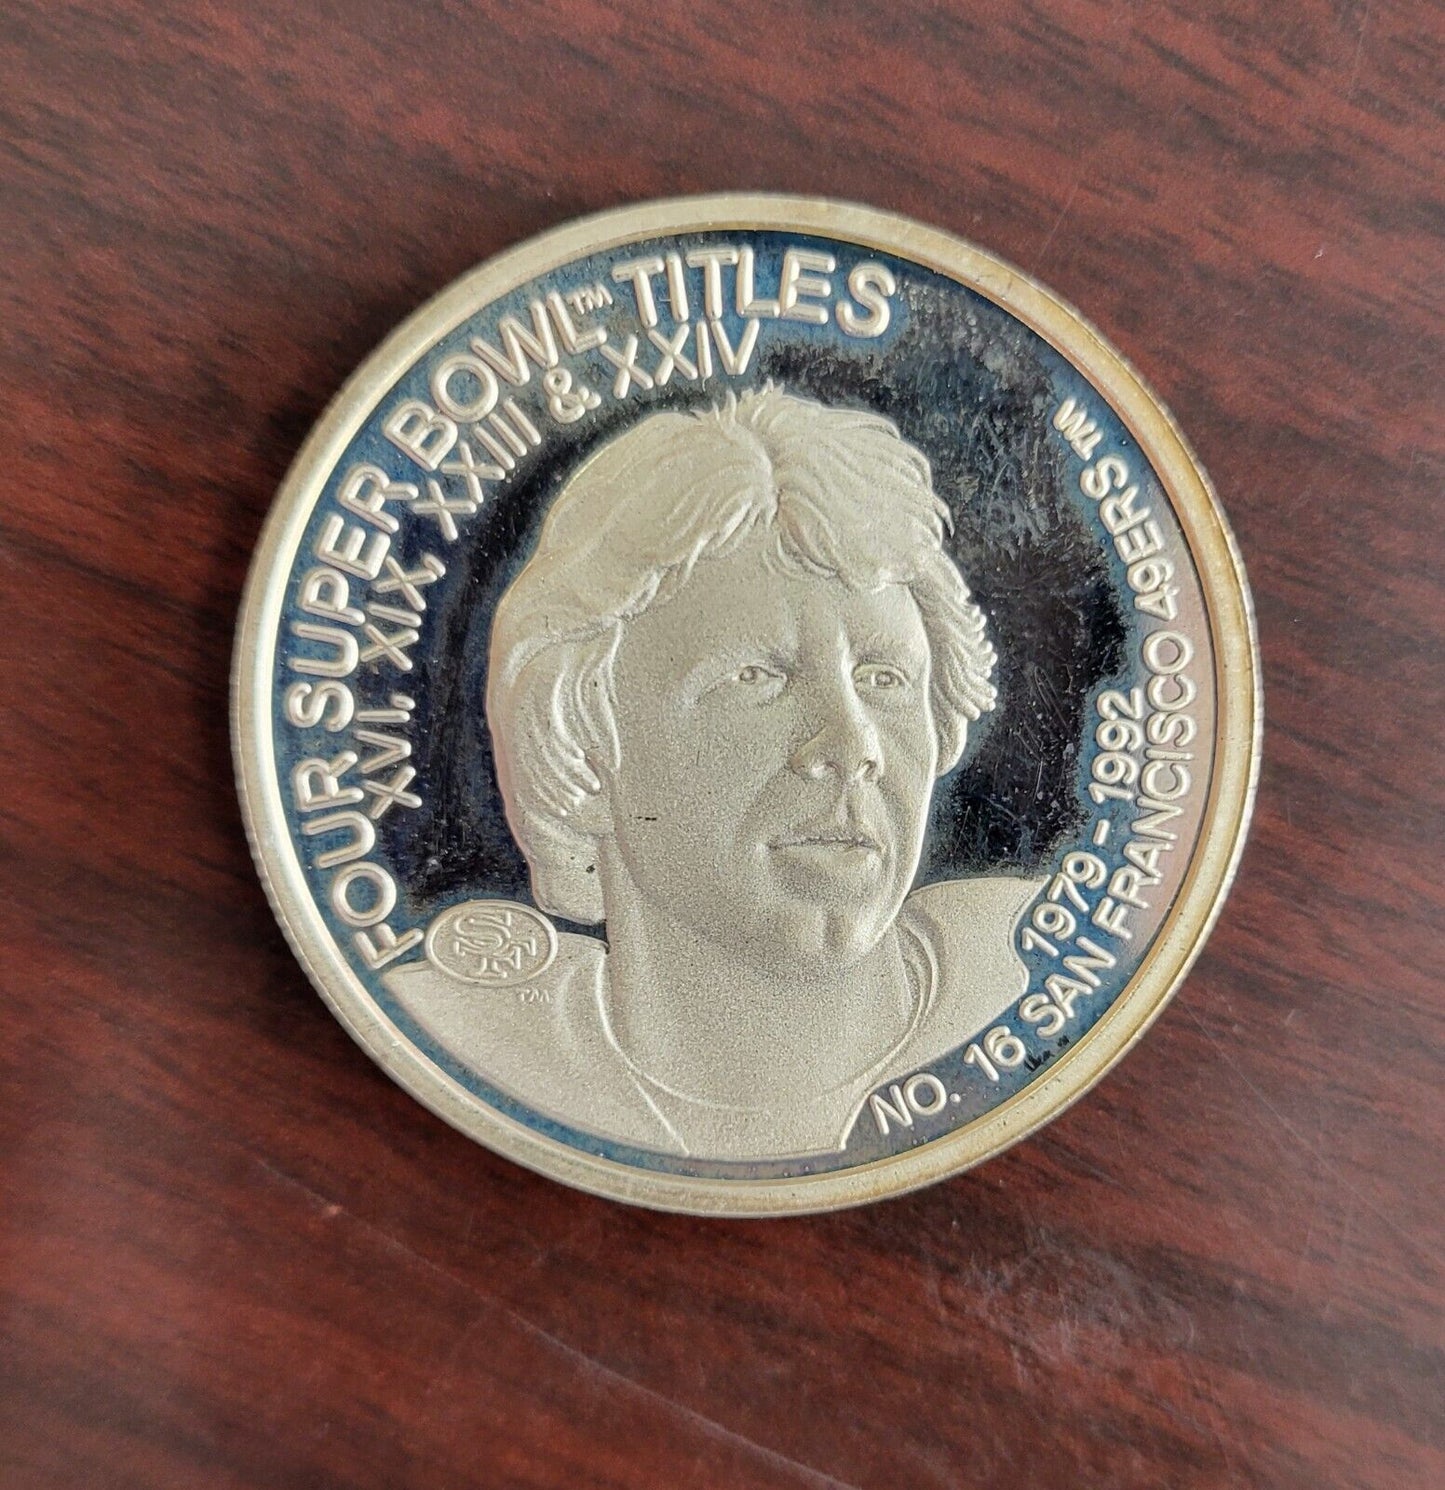 FOUR SUPER BOWL™ TITLES
XVI, XIX, XXIII & XXIV
NO. 16 1979 - 1992
SAN FRANCISCO 49ERS™
SF
TM